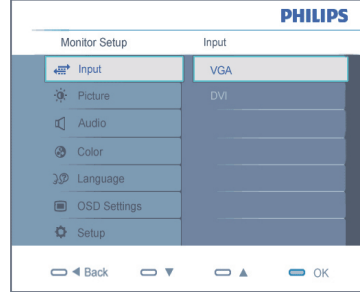 PHILIPS
Monitor Setup Input
Input VGA
Picture DVI
Audio
Color
Language
OSD Settings
Setup
Back OK